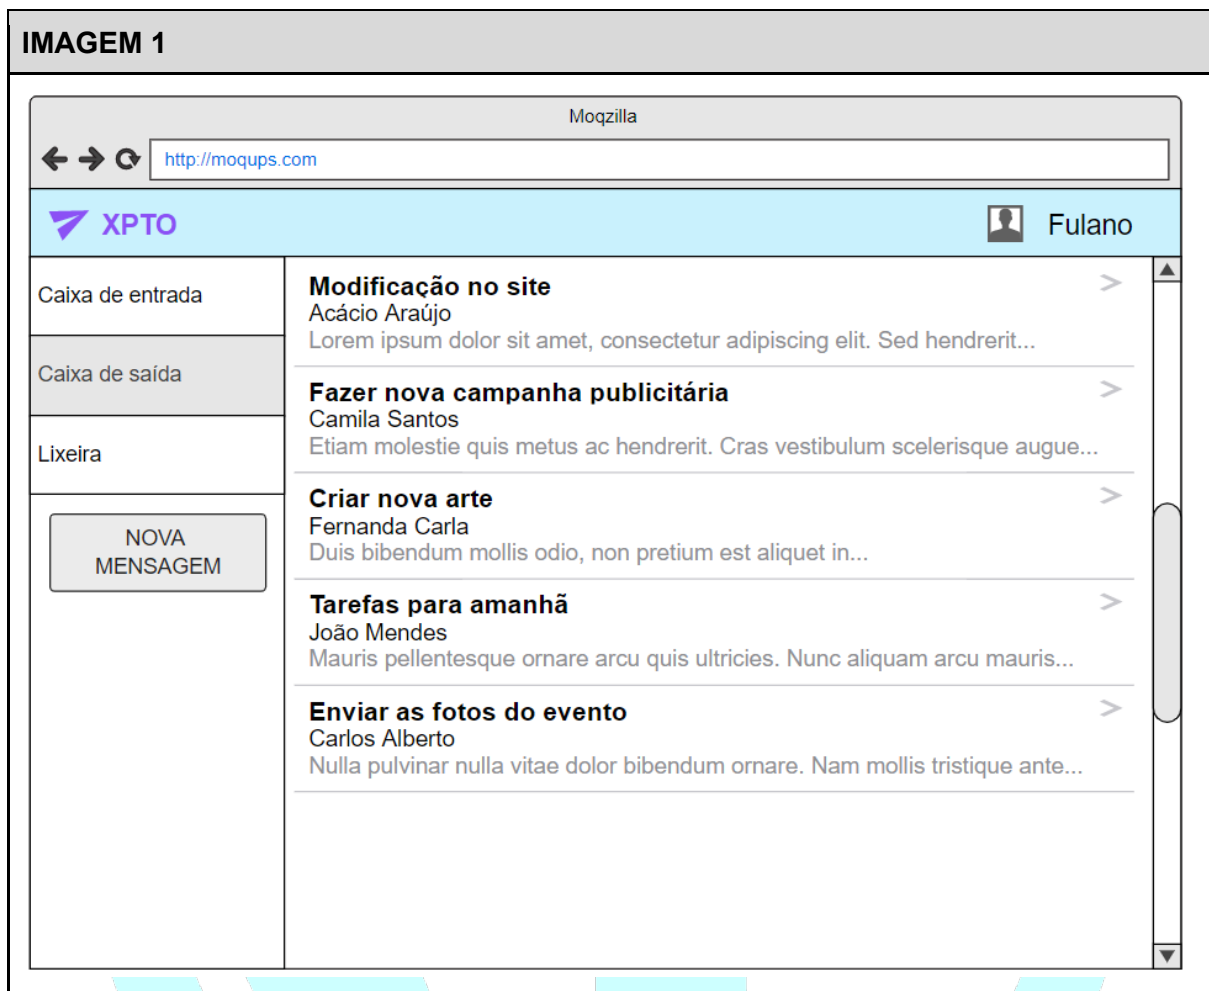 IMAGEM 1
Moqzilla
http://moqups.com
XPTO
Fulano
Caixa de entrada
Caixa de saída
Lixeira
NOVA
MENSAGEM
Modificação no site
Acácio Araújo
Lorem ipsum dolor sit amet, consectetur adipiscing elit. Sed hendrerit...
Fazer nova campanha publicitária
Camila Santos
Etiam molestie quis metus ac hendrerit. Cras vestibulum scelerisque augue...
Criar nova arte
Fernanda Carla
Duis bibendum mollis odio, non pretium est aliquet in...
Tarefas para amanhã
João Mendes
Mauris pellentesque ornare arcu quis ultricies. Nunc aliquam arcu mauris...
Enviar as fotos do evento
Carlos Alberto
Nulla pulvinar nulla vitae dolor bibendum ornare. Nam mollis tristique ante...